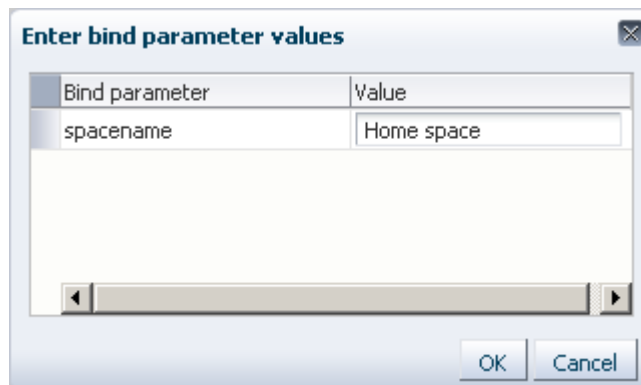 Enter bind parameter values
Bind parameter Value
spacename Home space
OK Cancel